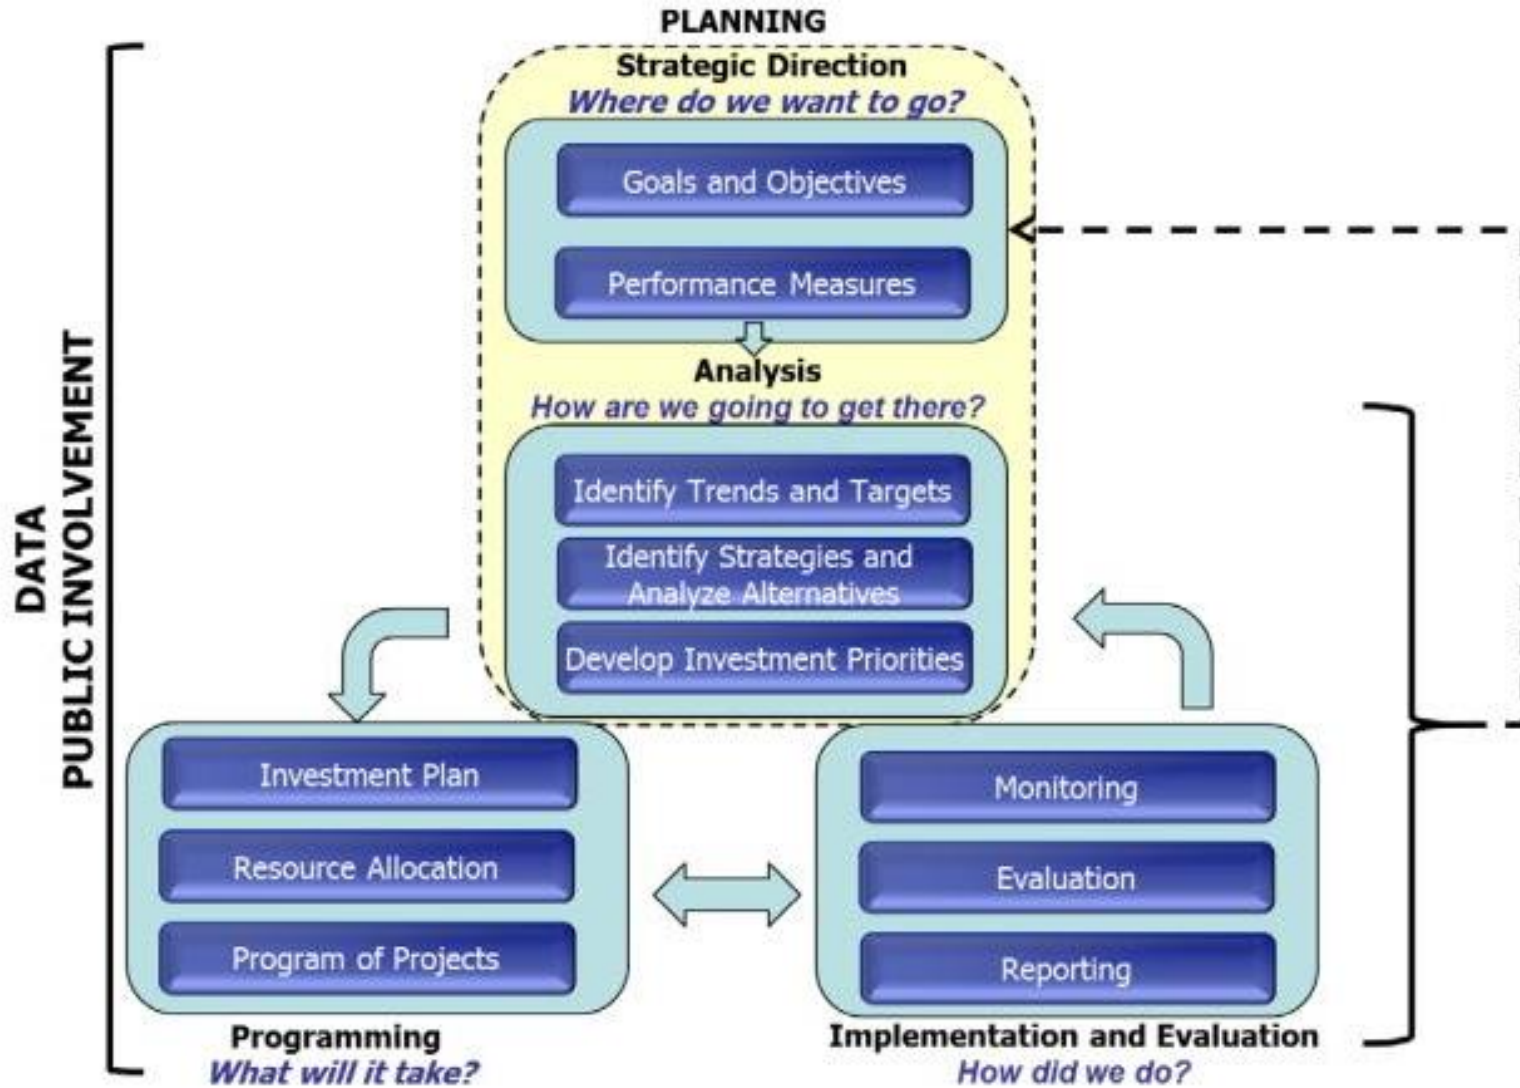 PLANNING
Strategic Direction
Where do we want to go?
Goals and Objectives
Performance Measures
Analysis
How are we going to get there?
Identify Trends and Targets
Identify Strategies and
Analyze Alternatives
Develop Investment Priorities
DATA
PUBLIC INVOLVEMENT
Investment Plan
Resource Allocation
Program of Projects
Programming
What will it take?
Monitoring
Evaluation
Reporting
Implementation and Evaluation
How did we do?